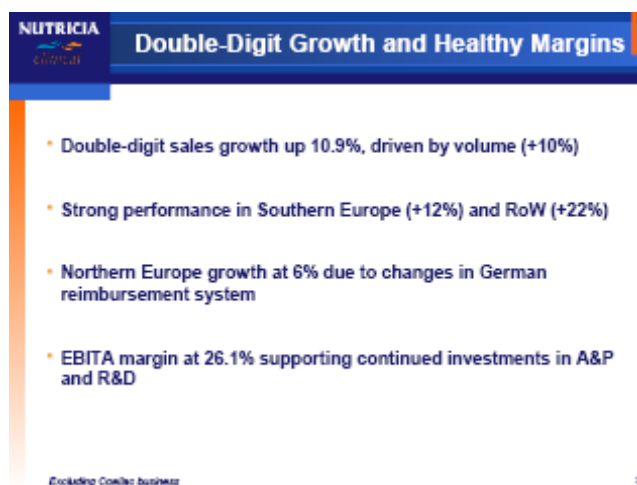 NUTRICIA
clinical
Double-Digit Growth and Healthy Margins
• Double-digit sales growth up 10.9%, driven by volume (+10%)
• Strong performance in Southern Europe (+12%) and RoW (+22%)
• Northern Europe growth at 6% due to changes in German
reimbursement system
• EBITA margin at 26.1% supporting continued investments in A&P
and R&D
Excluding Coeliac business